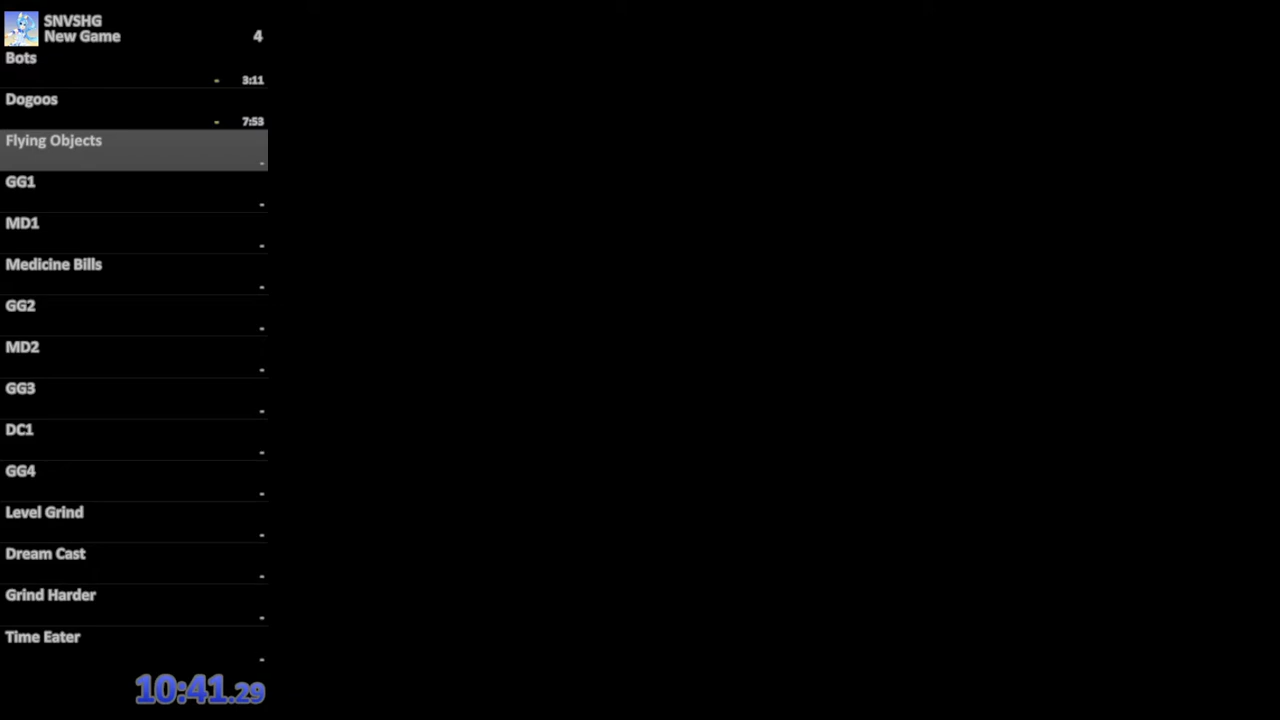 SNVSHG
New Game 4
Bots
- 3:11
Dogoos
- 7:53
Flying Objects
-
GG1
-
MD1
-
Medicine Bills
-
GG2
-
MD2
-
GG3
-
DC1
-
GG4
-
Level Grind
-
Dream Cast
-
Grind Harder
-
Time Eater
-
10:41.29